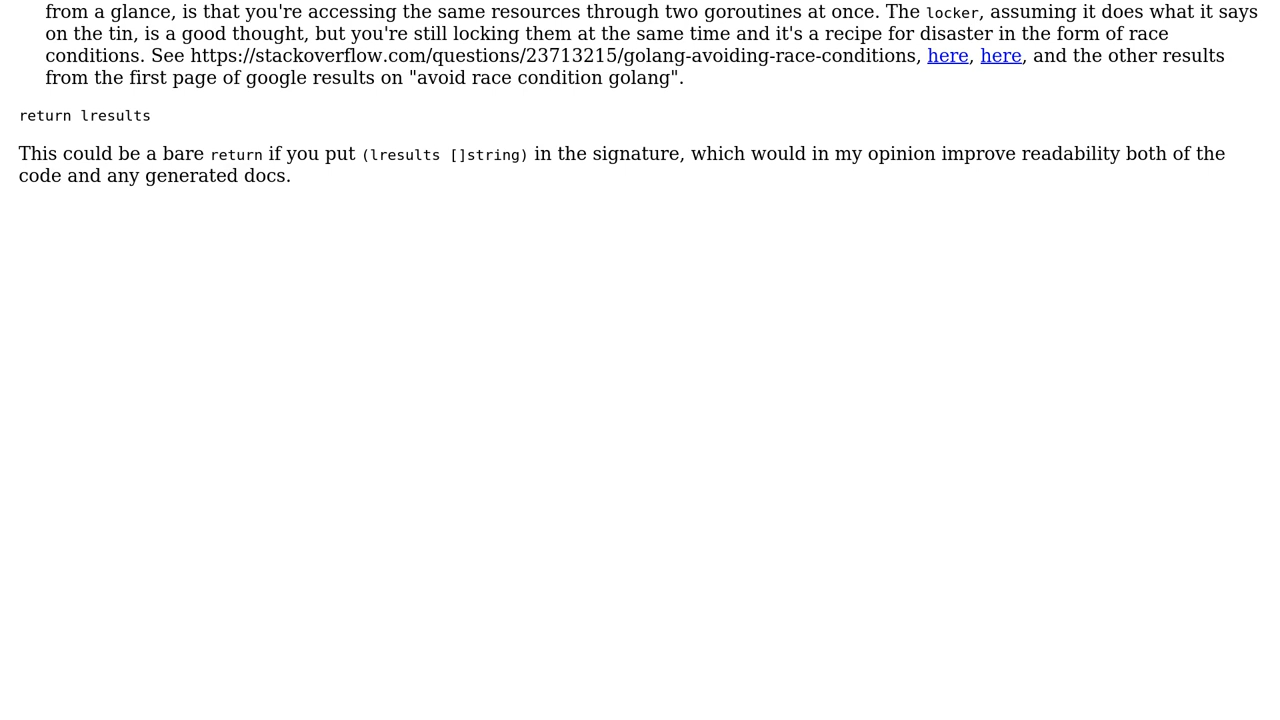 from a glance, is that you're accessing the same resources through two goroutines at once. The locker, assuming it does what it says
on the tin, is a good thought, but you're still locking them at the same time and it's a recipe for disaster in the form of race
conditions. See https://stackoverflow.com/questions/23713215/golang-avoiding-race-conditions, here, here, and the other results
from the first page of google results on "avoid race condition golang".
return lresults
This could be a bare return if you put (lresults []string) in the signature, which would in my opinion improve readability both of the
code and any generated docs.